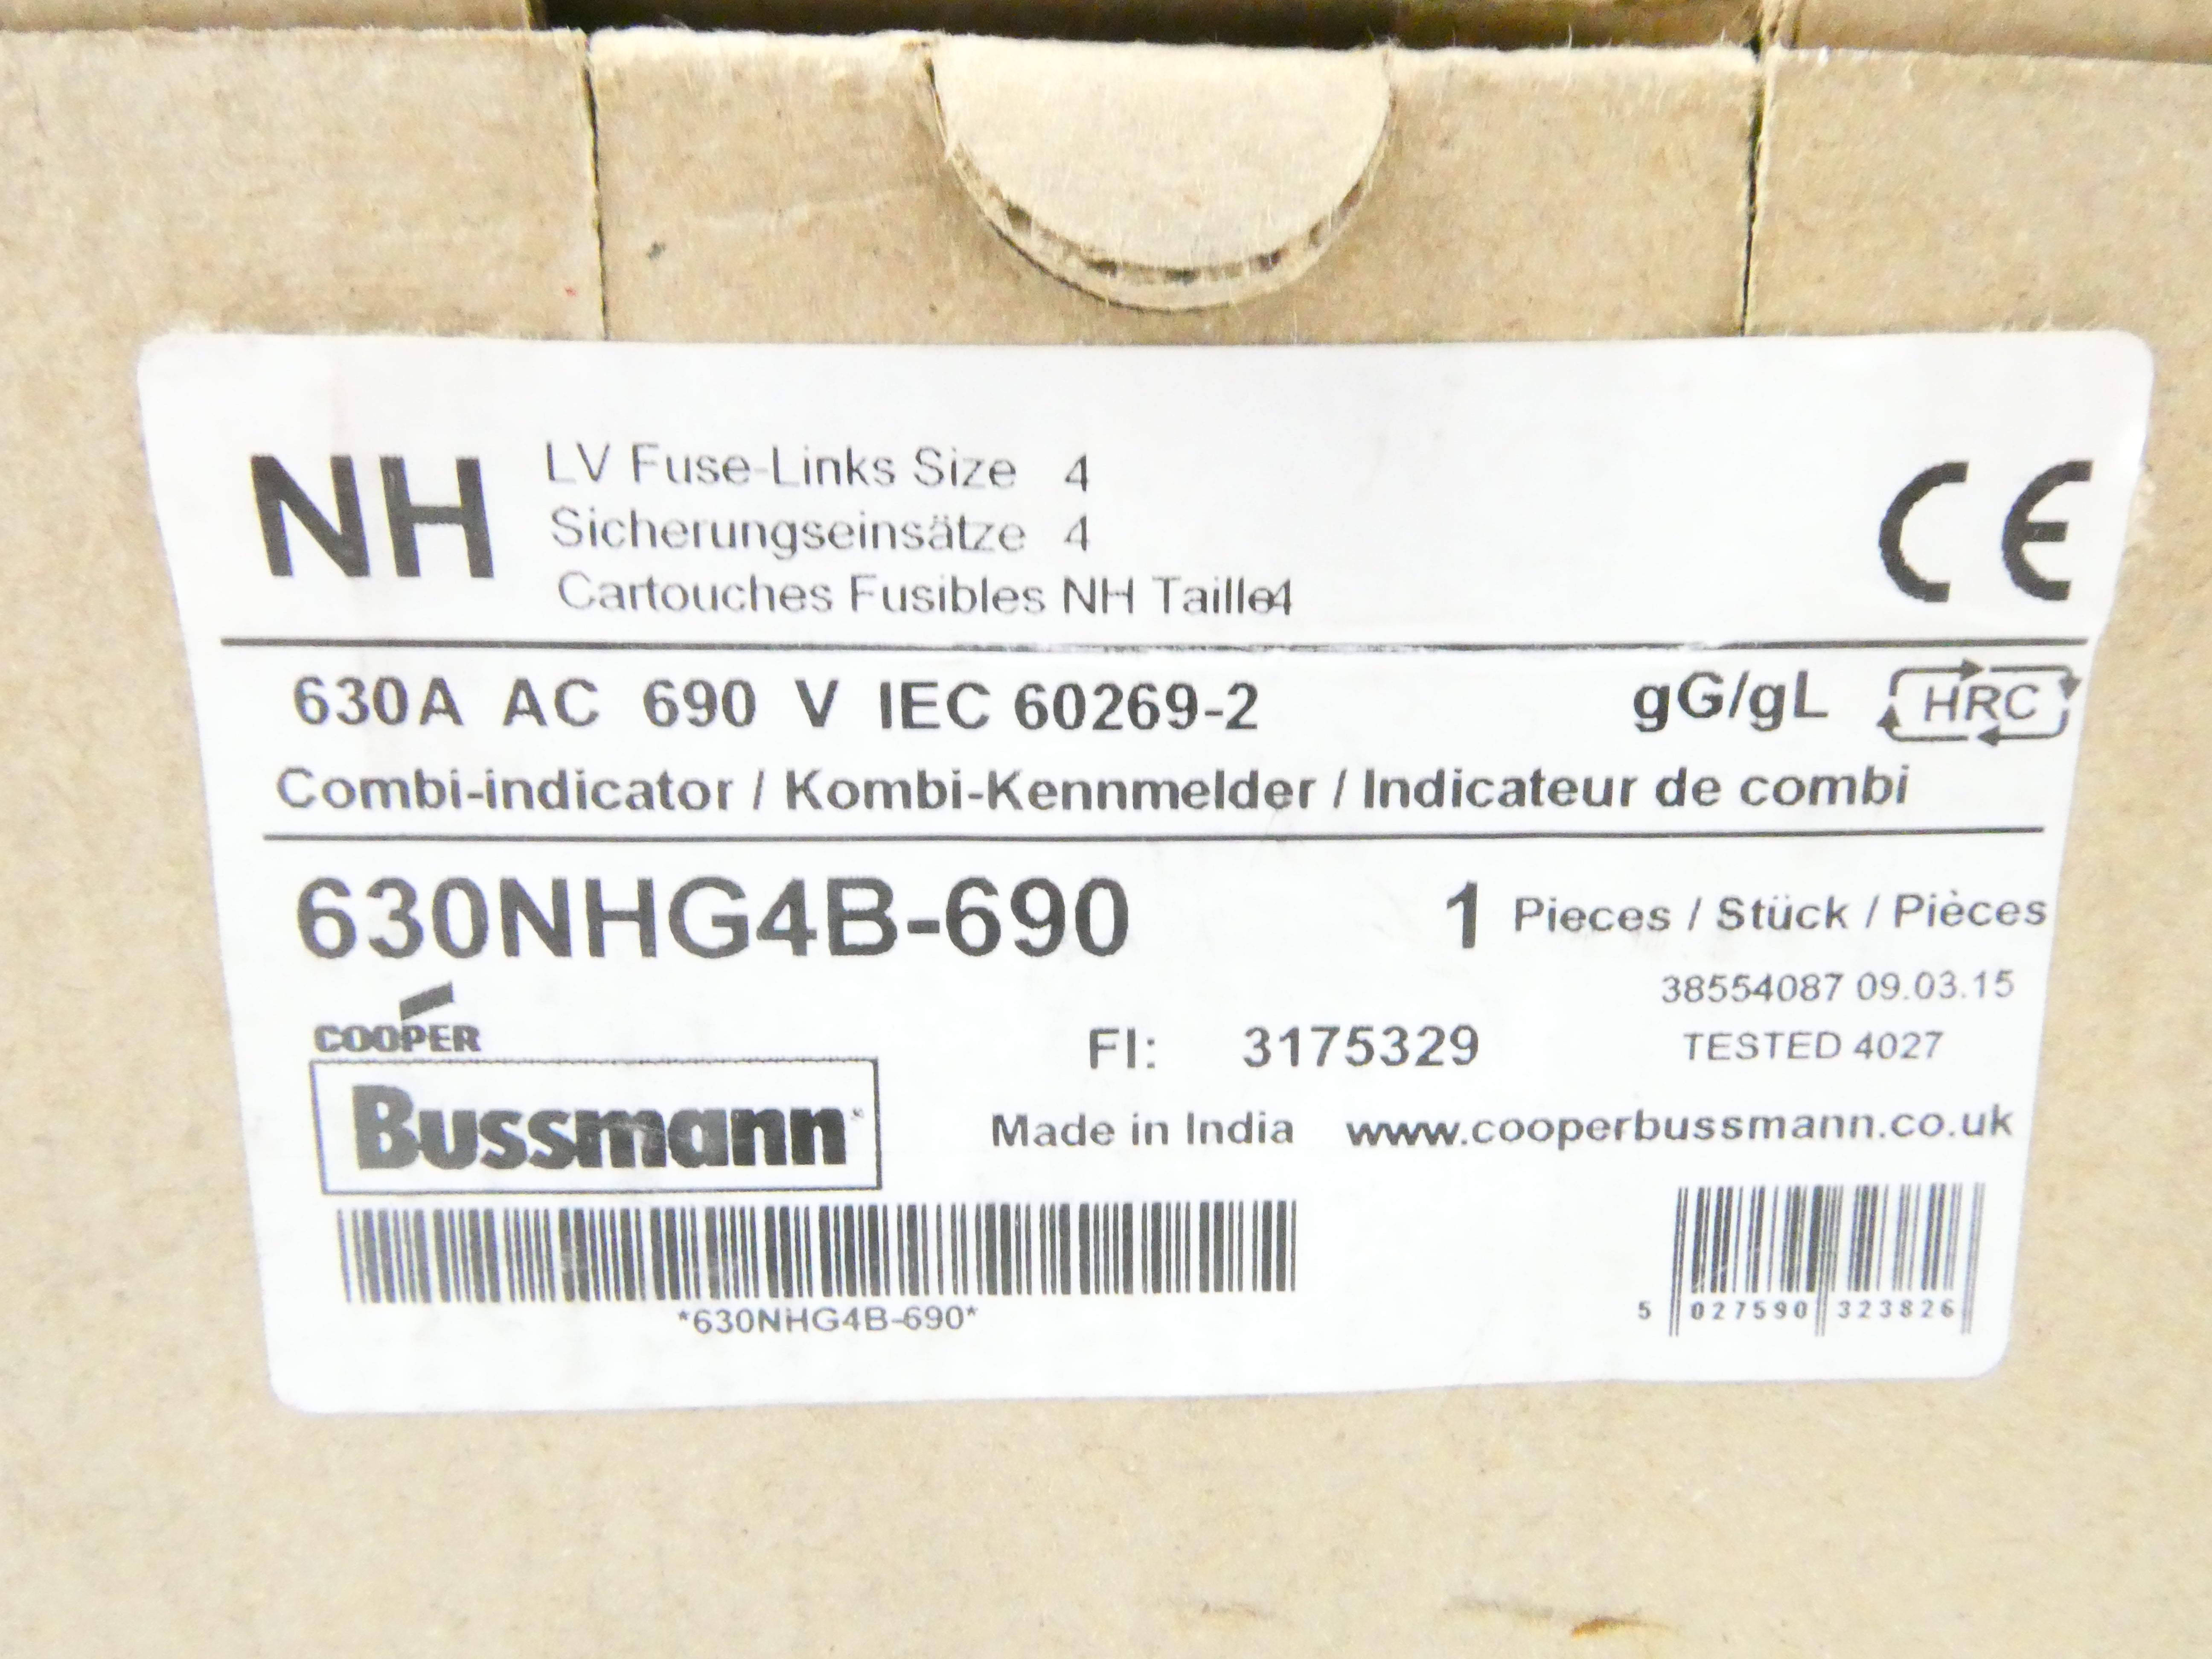 NH
LV Fuse-Links Size 4
Sicherungseinsätze 4
Cartouches Fusibles NH Taille4
CE
630A AC 690 V IEC 60269-2
gG/gL
HRC
Combi-indicator / Kombi-Kennmelder / Indicateur de combi
630NHG4B-690
1 Pieces / Stück / Pièces
38554087 09.03.15
COOPER
FI: 3175329
TESTED 4027
Bussmann®
Made in India www.cooperbussmann.co.uk
*630NHG4B-690*
5 027590 323826